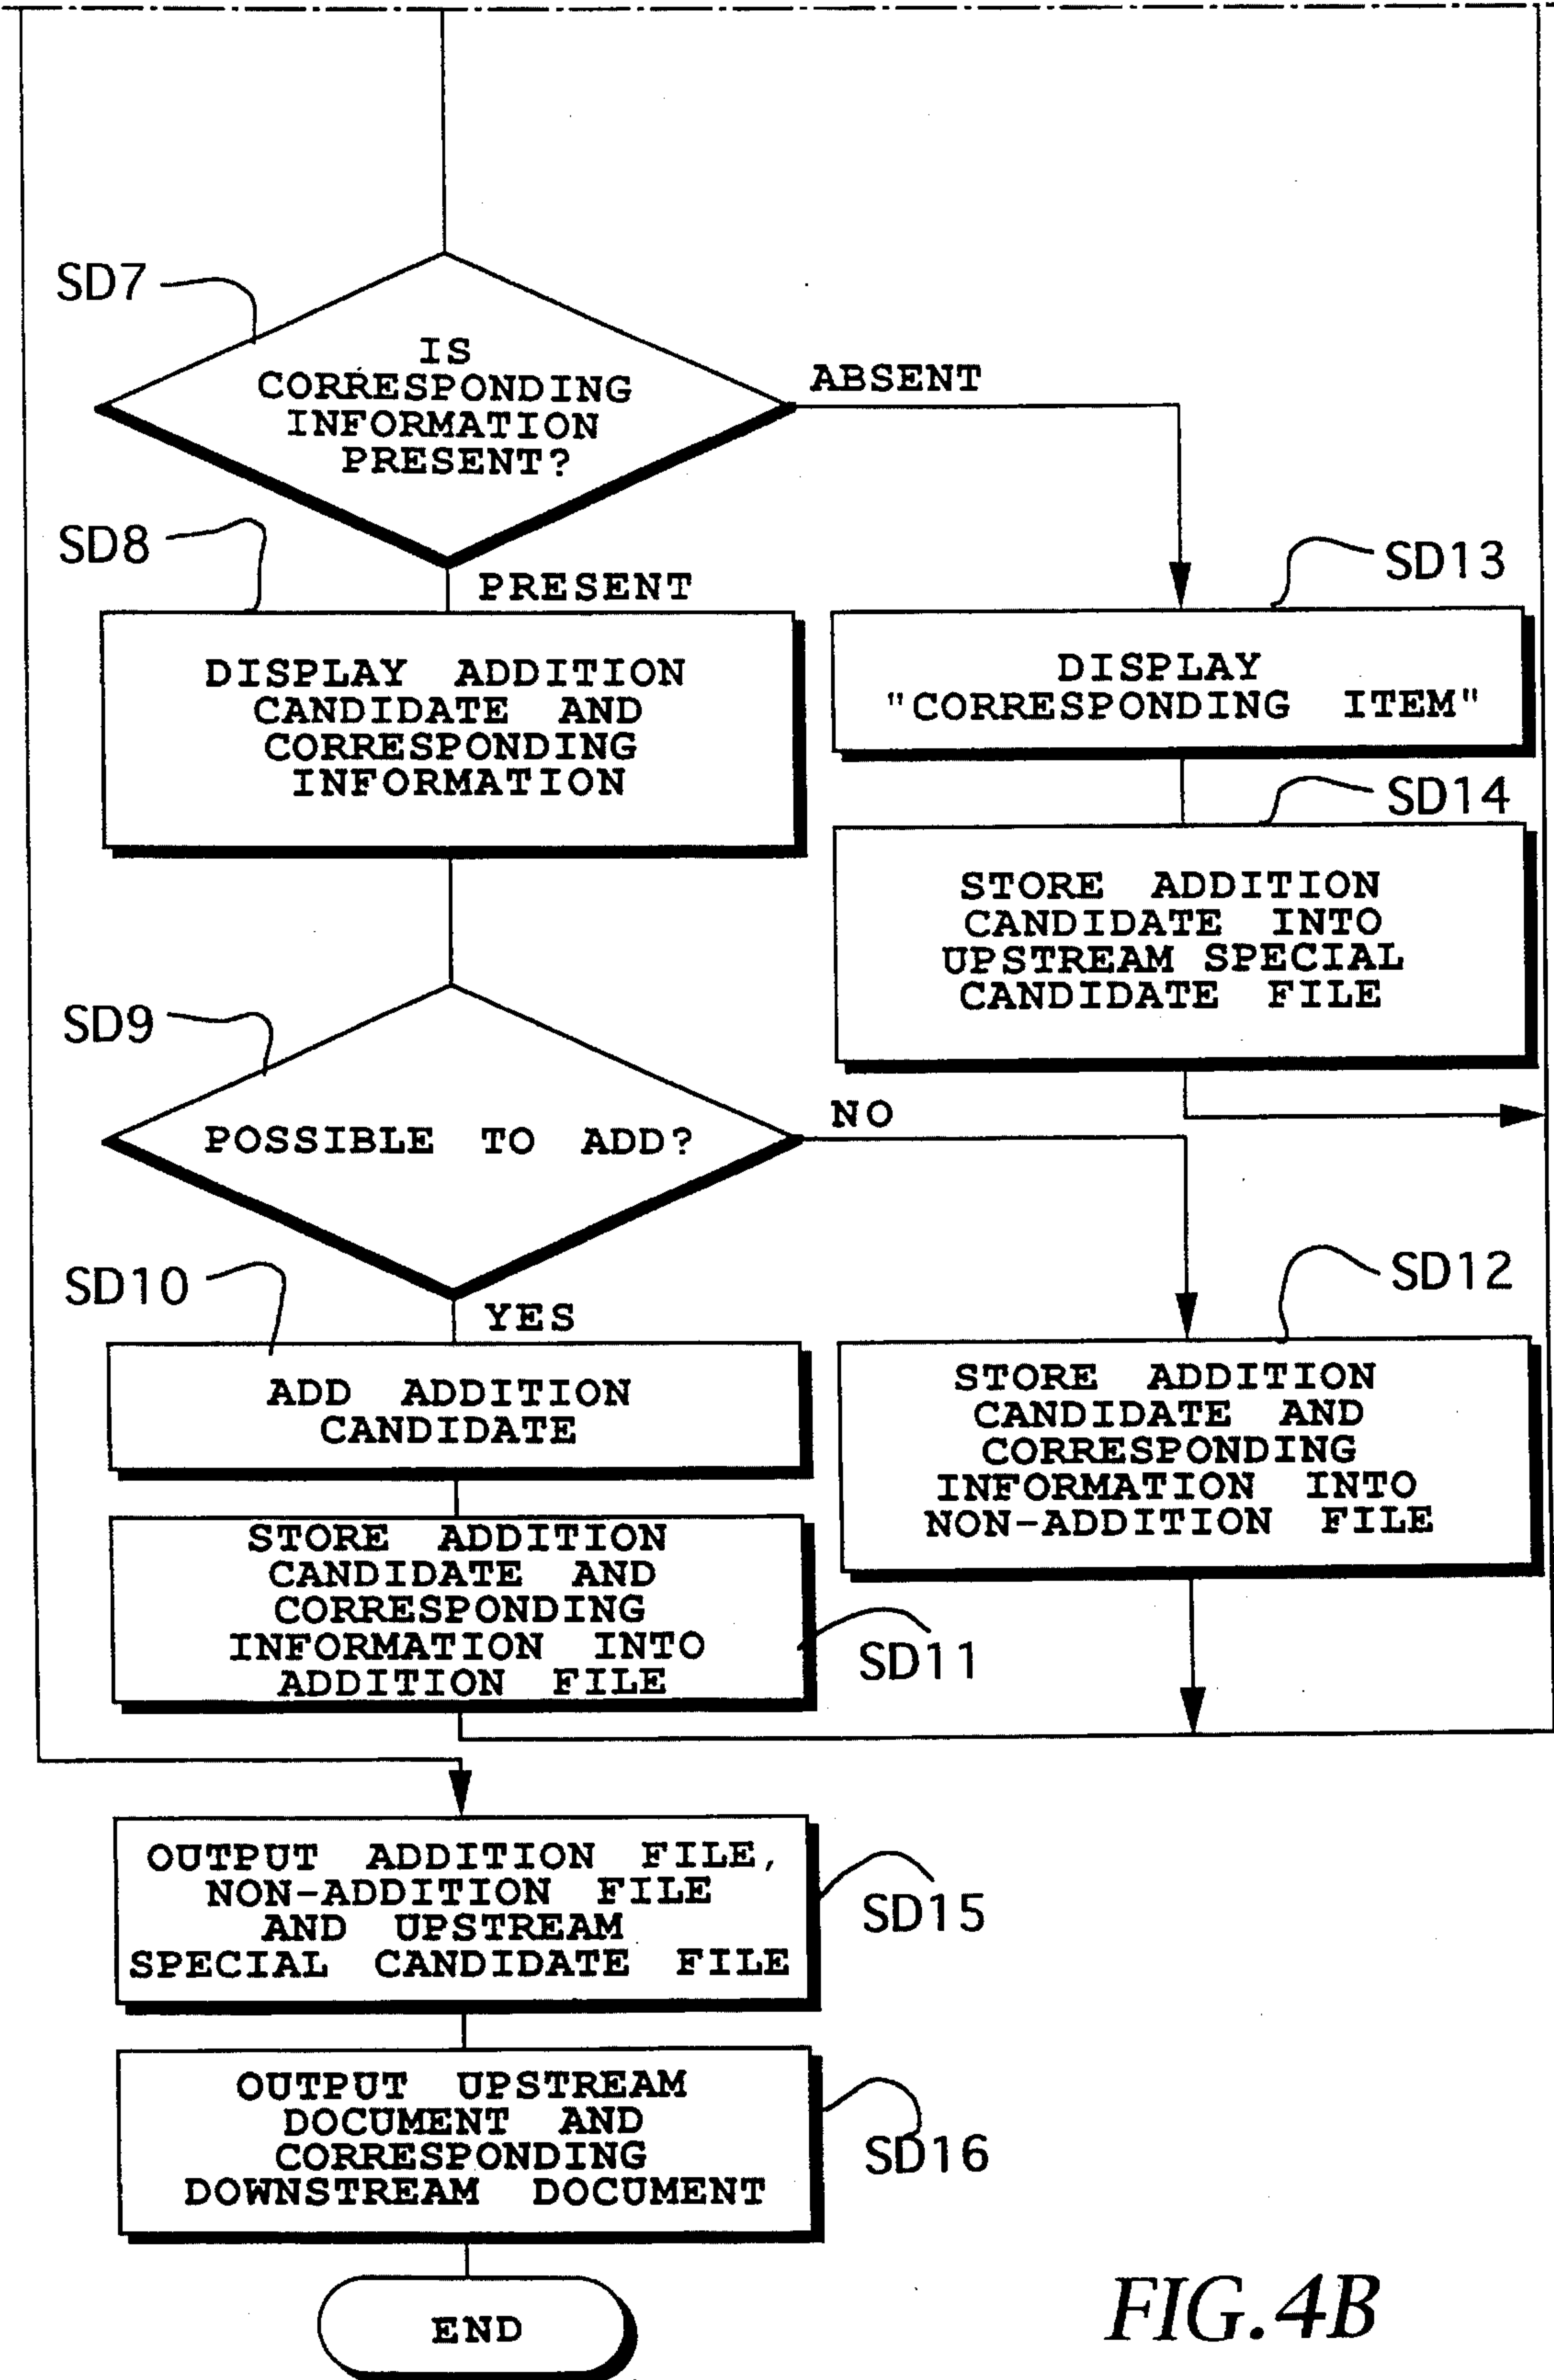 SD7
IS
CORRESPONDING
INFORMATION
PRESENT?
ABSENT
PRESENT
SD8
DISPLAY ADDITION
CANDIDATE AND
CORRESPONDING
INFORMATION
SD13
DISPLAY
"CORRESPONDING ITEM"
SD14
STORE ADDITION
CANDIDATE INTO
UPSTREAM SPECIAL
CANDIDATE FILE
SD9
POSSIBLE TO ADD?
NO
YES
SD10
ADD ADDITION
CANDIDATE
SD12
STORE ADDITION
CANDIDATE AND
CORRESPONDING
INFORMATION INTO
NON-ADDITION FILE
STORE ADDITION
CANDIDATE AND
CORRESPONDING
INFORMATION INTO
ADDITION FILE
SD11
OUTPUT ADDITION FILE,
NON-ADDITION FILE
AND UPSTREAM
SPECIAL CANDIDATE FILE
SD15
OUTPUT UPSTREAM
DOCUMENT AND
CORRESPONDING
DOWNSTREAM DOCUMENT
SD16
END
FIG.4B